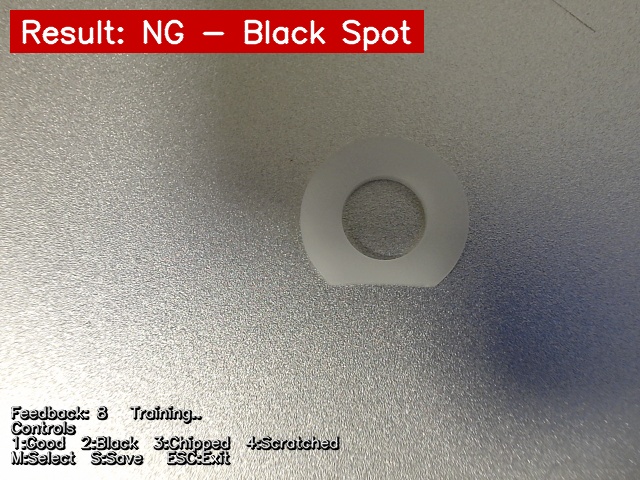 Result: NG - Black Spot
Feedback: 8 Training..
Controls
1:Good 2:Black 3:Chipped 4:Scratched
M:Select S:Save ESC:Exit